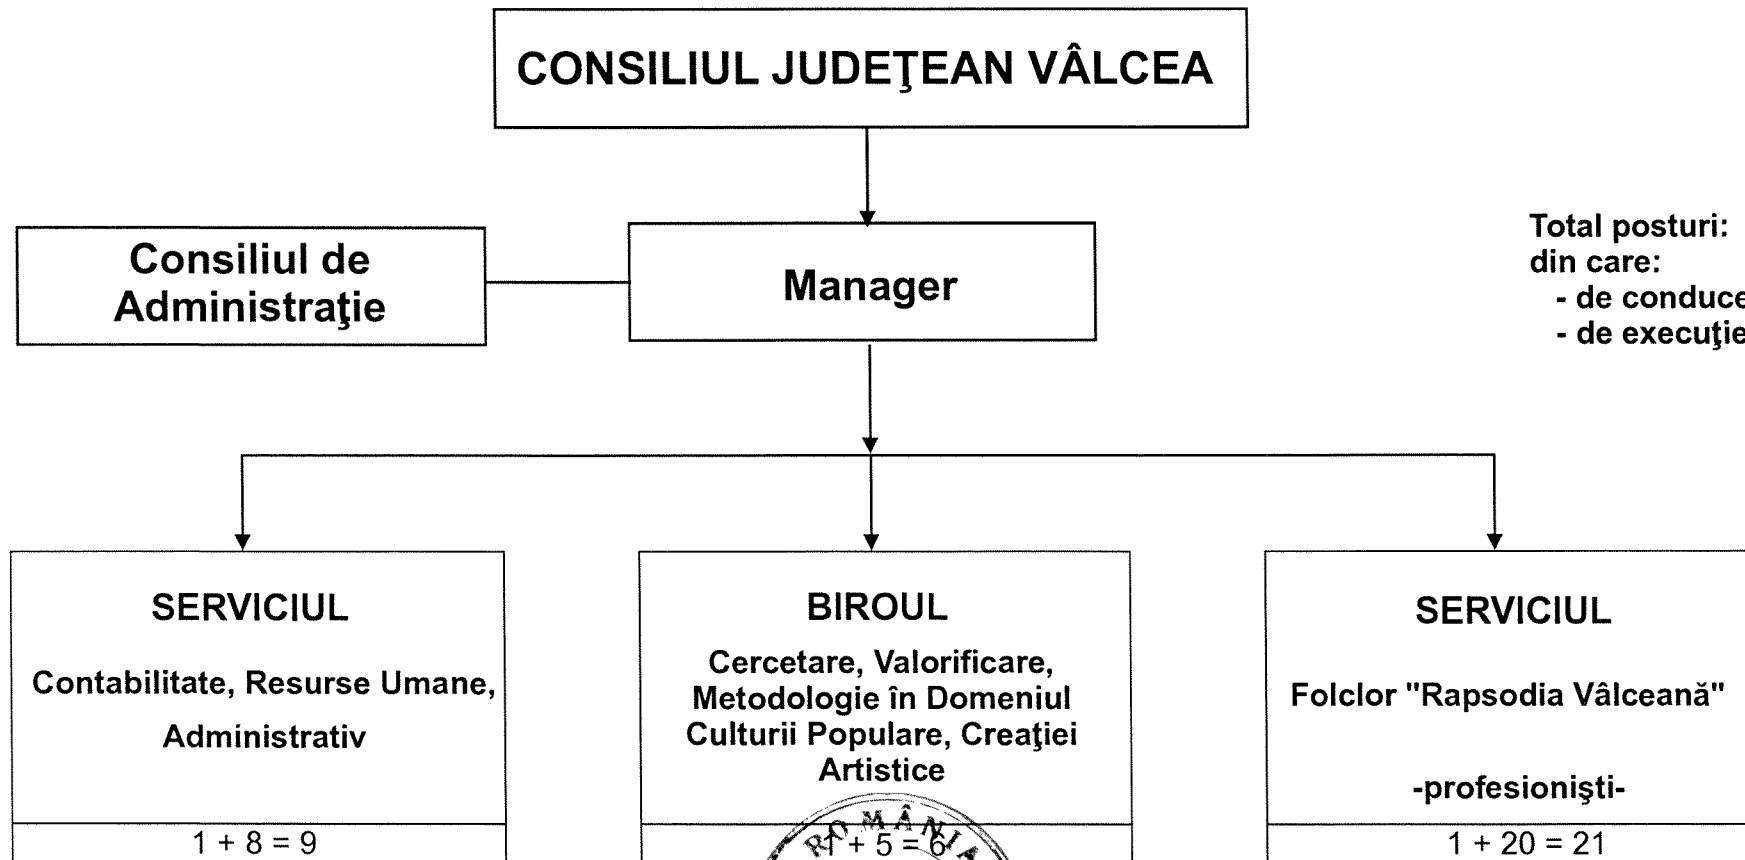 CONSILIUL JUDEŢEAN VÂLCEA
Consiliul de
Administraţie
Manager
Total posturi:
din care:
- de conduce
- de execuţie
SERVICIUL
Contabilitate, Resurse Umane,
Administrativ
1 + 8 = 9
BIROUL
Cercetare, Valorificare,
Metodologie în Domeniul
Culturii Populare, Creaţiei
Artistice
+ 5 = 6
ROMÂNIA
SERVICIUL
Folclor "Rapsodia Vâlceană"
-profesionişti-
1 + 20 = 21